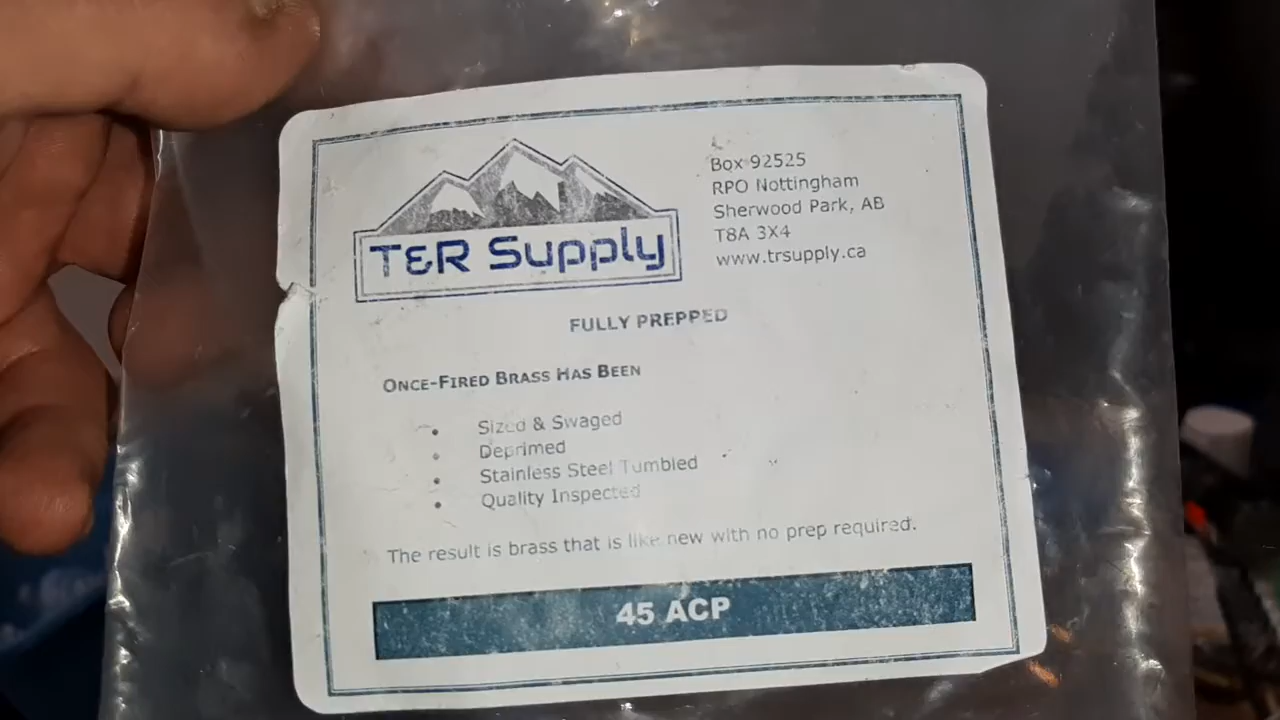 T&R Supply
Box 92525
RPO Nottingham
Sherwood Park, AB
T8A 3X4
www.trsupply.ca
FULLY PREPPED
ONCE-FIRED BRASS HAS BEEN
• Sized & Swaged
• Deprimed
• Stainless Steel Tumbled
• Quality Inspected
The result is brass that is like new with no prep required.
45 ACP